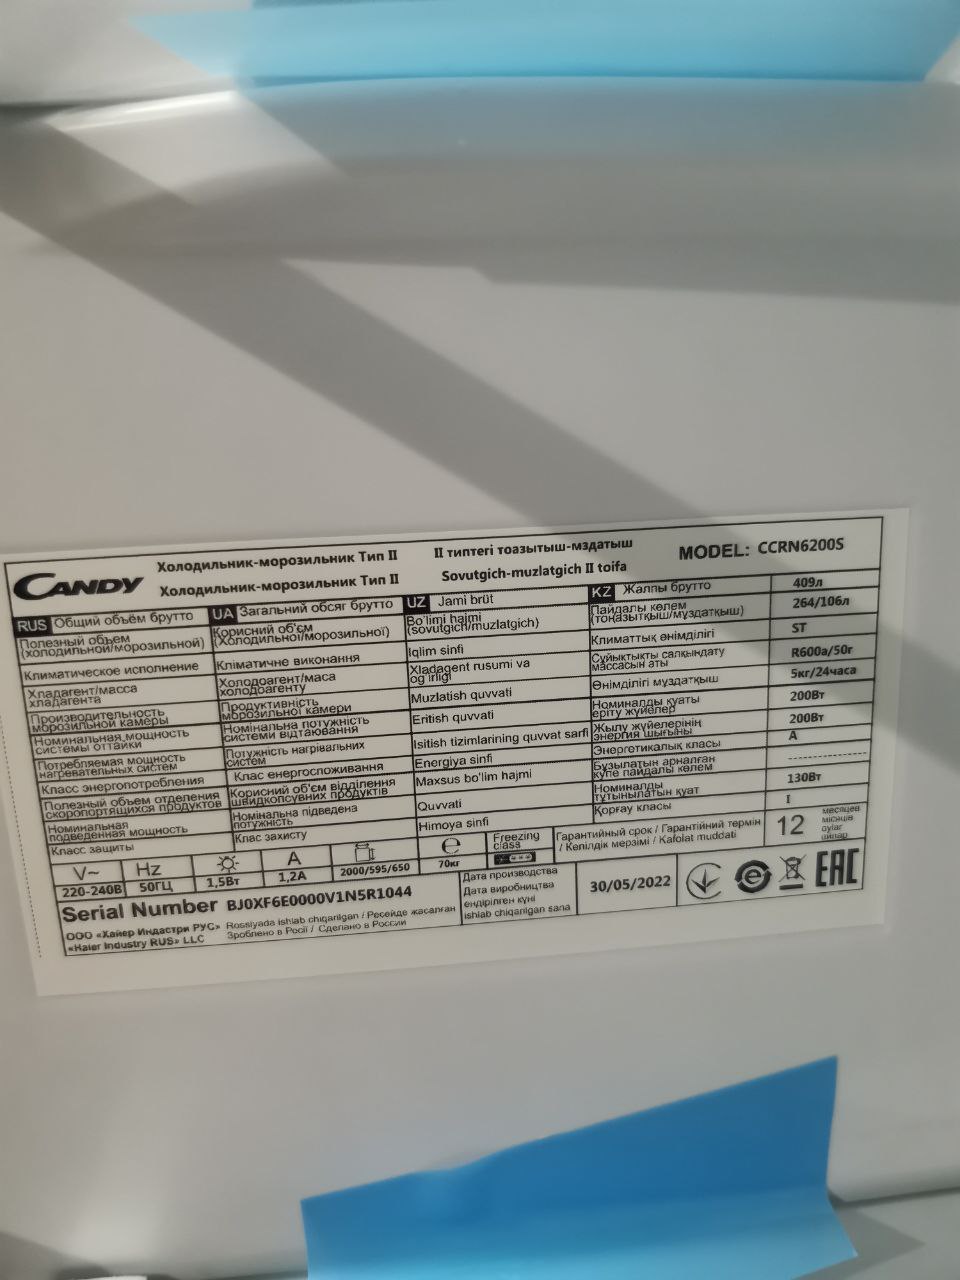 CANDY
Холодильник-морозильник Тип II
II типтегі тоазытыш-мздатыш
MODEL: CCRN6200S
Холодильник-морозильник Тип II
Sovutgich-muzlatgich II toifa
RUS Общий объём брутто
UA Загальний обсяг брутто
UZ Jami brüt
KZ Жалпы брутто
409л
Полезный объем
(холодильной/морозильной)
Корисний об'єм
(холодильної/морозильної)
Bo'limi hajmi
(sovutgich/muzlatgich)
Пайдалы көлем
(тоңазытқыш/мұздатқыш)
264/106л
Климатическое исполнение
Кліматичне виконання
Iqlim sinfi
Климаттық өнімділігі
ST
Хладагент/масса
хладагента
Холодоагент/маса
холодоагенту
Xladagent rusumi va
og'irligi
Сұйықтықты салқындату
массасын аты
R600a/50г
Производительность
морозильной камеры
Продуктивність
морозильної камери
Muzlatish quvvati
Өнімділігі мұздатқыш
5кг/24часа
Номинальная мощность
системы оттайки
Номінальна потужність
системи відтаювання
Eritish quvvati
Номиналды қуаты
еріту жүйелер
200Вт
Потребляемая мощность
нагревательных систем
Потужність нагрівальних
систем
Isitish tizimlarining quvvat sarfi
Жылу жүйелерінің
энергия шығыны
200Вт
Класс энергопотребления
Клас енергоспоживання
Energiya sinfi
Энергетикалық класы
A
Полезный объем отделения
скоропортящихся продуктов
Корисний об'єм відділення
швидкопсувних продуктів
Maxsus bo'lim hajmi
Бұзылатын арналған
күпе пайдалы көлем
------------
Номинальная
подведенная мощность
Номінальна підведена
потужність
Quvvati
Номиналды
тұтынылатын қуат
130Вт
Класс защиты
Клас захисту
Himoya sinfi
Қорғау класы
I
V~
Hz
A
e
Freezing
class
Гарантийный срок / Гарантійний термін
/ Кепілдік мерзімі / Kafolat muddati
12
месяцев
місяців
oylar
айлар
220-240В
50ГЦ
1,5Вт
1,2А
2000/595/650
70кг
Serial Number BJ0XF6E0000V1N5R1044
Дата производства
Дата виробництва
өндірілген күні
ishlab chiqarilgan sana
30/05/2022
EAC
ООО «Хайер Индастри РУС»
«Haier Industry RUS» LLC
Rossiyada ishlab chiqarilgan / Ресейде жасалған
Зроблено в Росії / Сделано в России